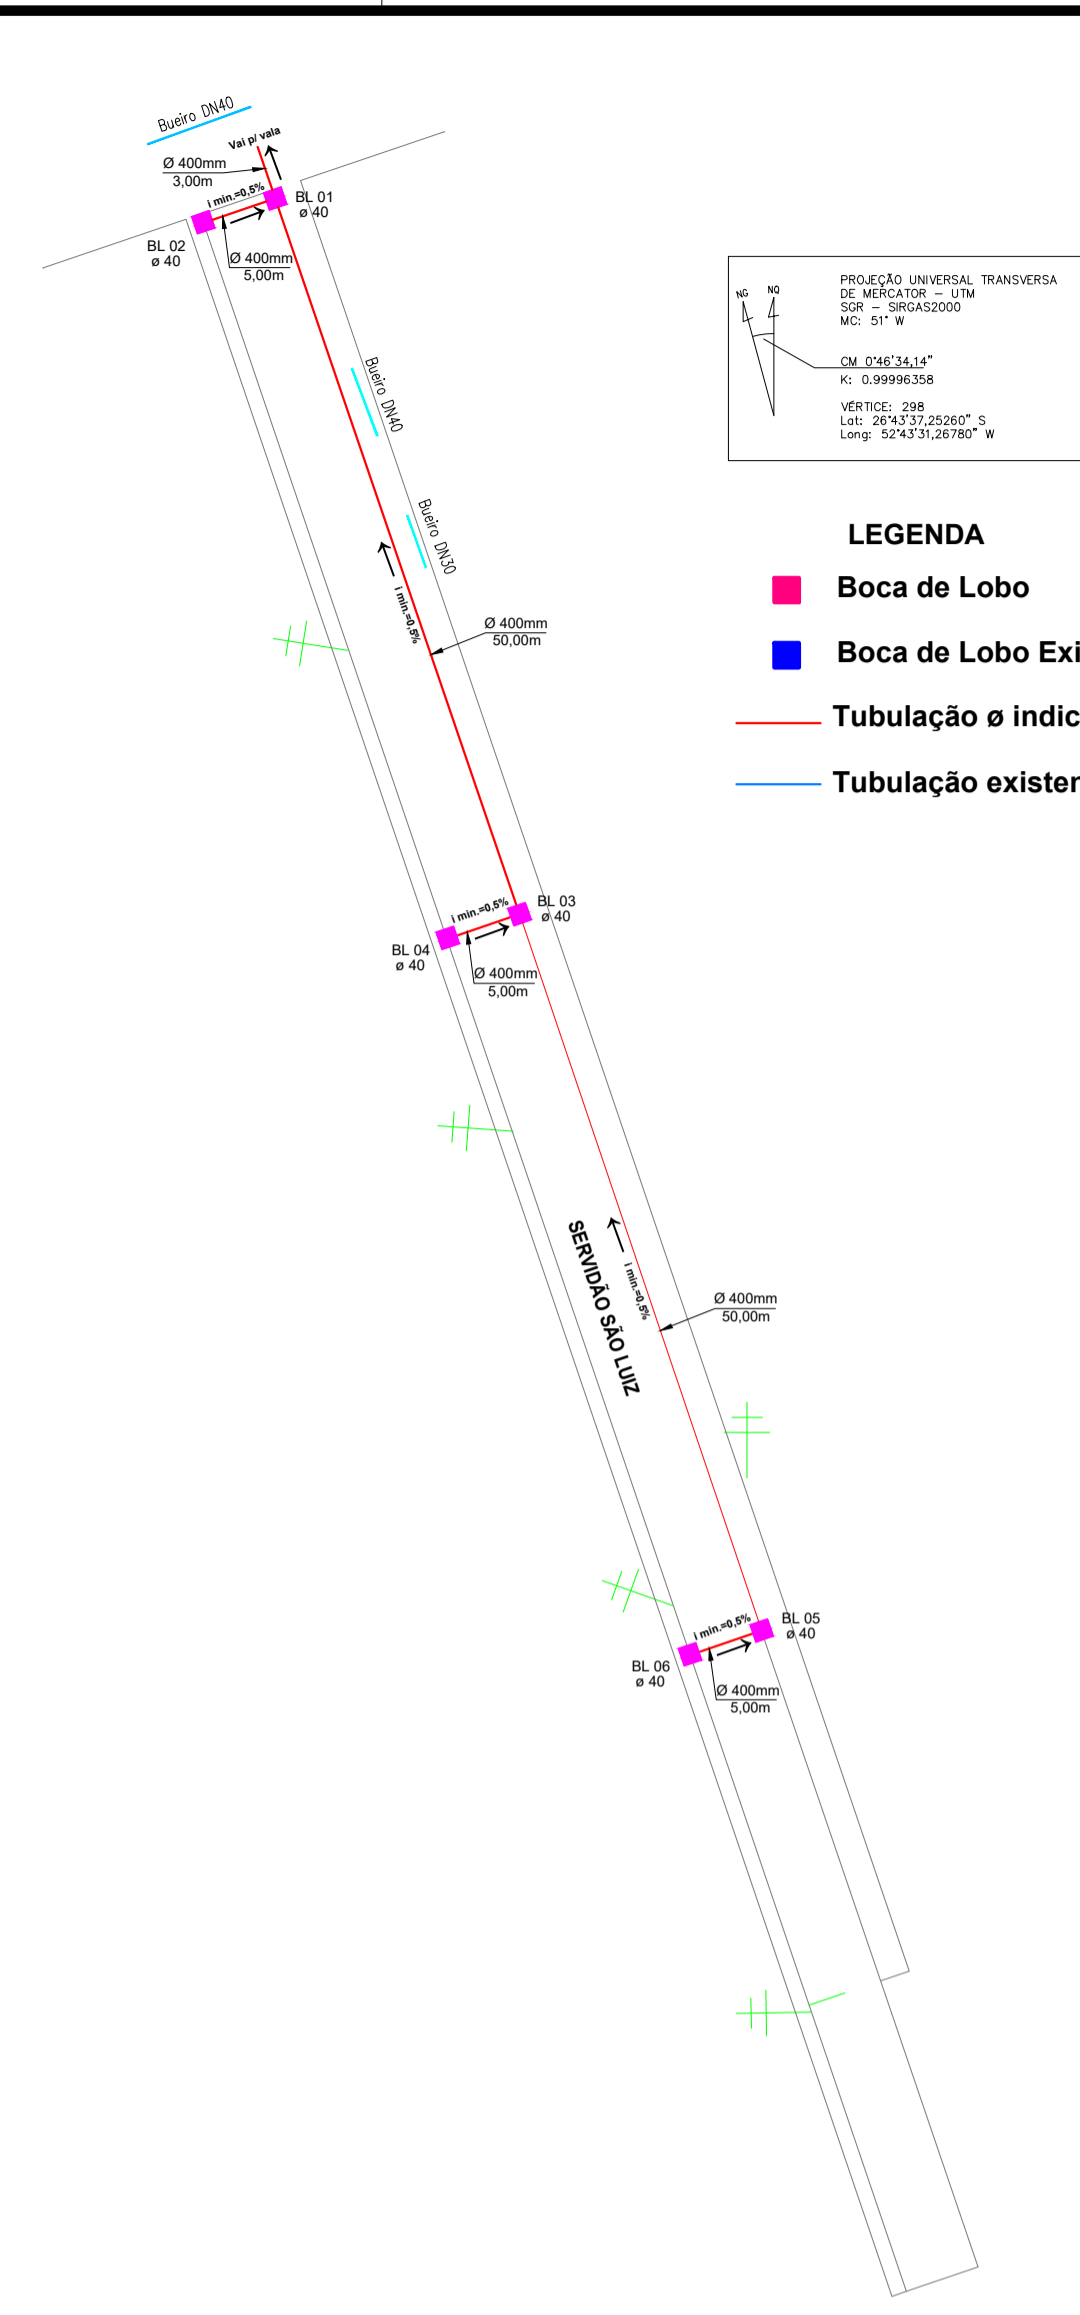 Bueiro DN40
Vai p/ vala
Ø 400mm
3,00m
i min.=0,5%
BL 01
ø 40
BL 02
ø 40
Ø 400mm
5,00m
Bueiro DN40
Bueiro DN30
i min.=0,5%
Ø 400mm
50,00m
PROJEÇÃO UNIVERSAL TRANSVERSA
DE MERCATOR – UTM
SGR – SIRGAS2000
MC: 51° W
NG
NQ
CM 0°46'34,14"
K: 0.99996358
VÉRTICE: 298
Lat: 26°43'37,25260" S
Long: 52°43'31,26780" W
LEGENDA
Boca de Lobo
Boca de Lobo Exi
Tubulação ø indic
Tubulação exister
i min.=0,5%
BL 03
ø 40
BL 04
ø 40
Ø 400mm
5,00m
SERVIDÃO SÃO LUIZ
i min.=0,5%
Ø 400mm
50,00m
i min.=0,5%
BL 05
ø 40
BL 06
ø 40
Ø 400mm
5,00m